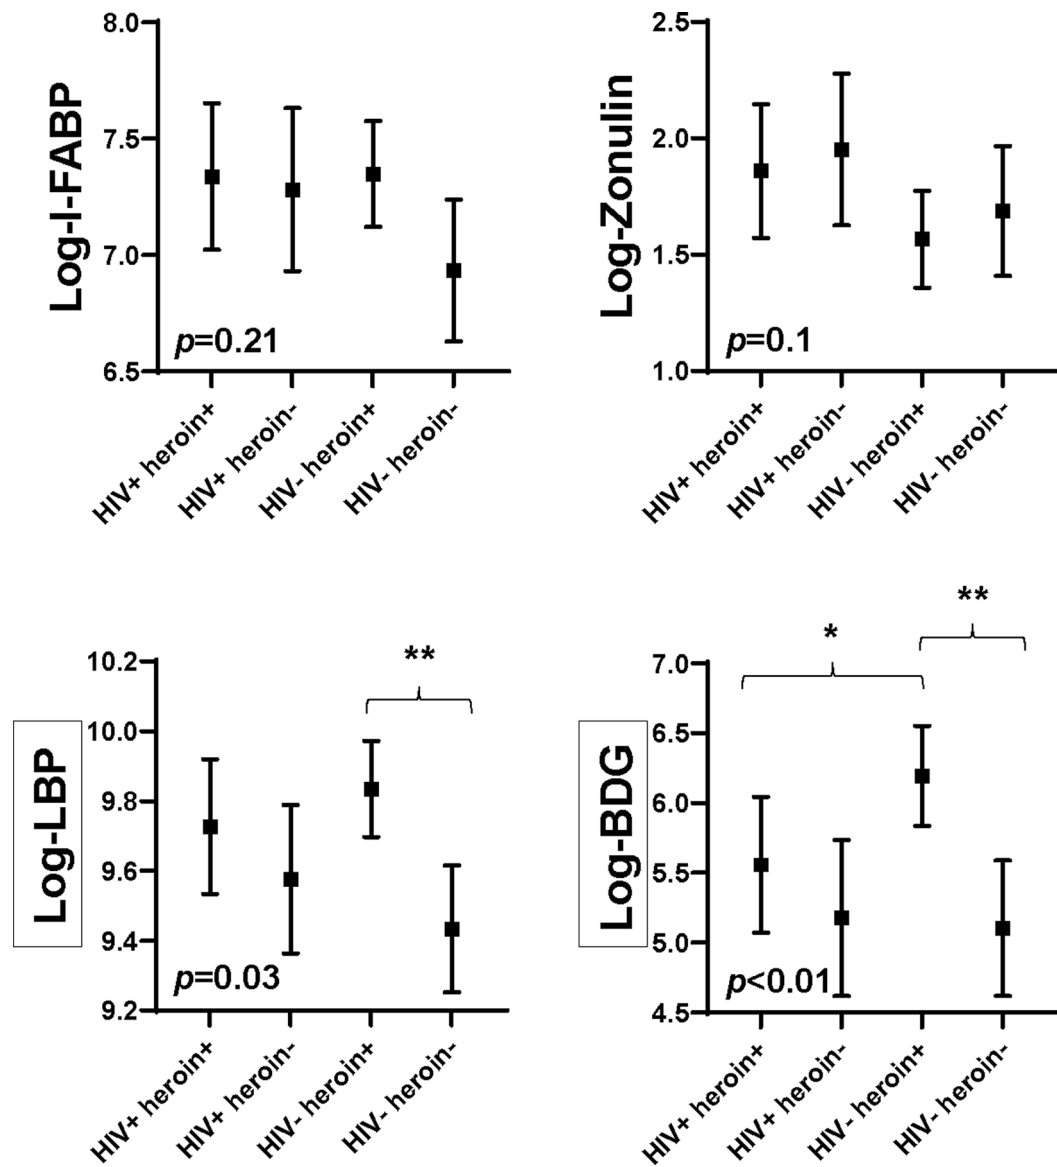 Log-I-FABP
8.0
7.5
7.0
6.5
p=0.21
HIV+ heroin+
HIV+ heroin-
HIV- heroin+
HIV- heroin-
Log-Zonulin
2.5
2.0
1.5
1.0
p=0.1
HIV+ heroin+
HIV+ heroin-
HIV- heroin+
HIV- heroin-
Log-LBP
10.2
10.0
9.8
9.6
9.4
9.2
**
p=0.03
HIV+ heroin+
HIV+ heroin-
HIV- heroin+
HIV- heroin-
Log-BDG
7.0
6.5
6.0
5.5
5.0
4.5
*
**
p<0.01
HIV+ heroin+
HIV+ heroin-
HIV- heroin+
HIV- heroin-